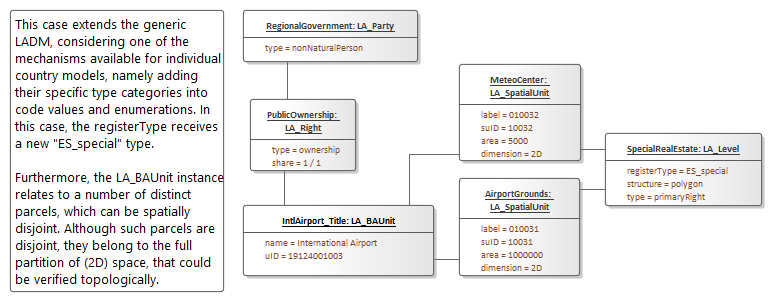 This case extends the generic
LADM, considering one of the
mechanisms available for individual
country models, namely adding
their specific type categories into
code values and enumerations. In
this case, the registerType receives
a new "ES_special" type.
Furthermore, the LA_BAUnit instance
relates to a number of distinct
parcels, which can be spatially
disjoint. Although such parcels are
disjoint, they belong to the full
partition of (2D) space, that could
be verified topologically.
RegionalGovernment: LA_Party
type = nonNaturalPerson
PublicOwnership:
LA_Right
type = ownership
share = 1 / 1
IntlAirport_Title: LA_BAUnit
name = International Airport
uID = 19124001003
MeteoCenter:
LA_SpatialUnit
label = 010032
suID = 10032
area = 5000
dimension = 2D
AirportGrounds:
LA_SpatialUnit
label = 010031
suID = 10031
area = 1000000
dimension = 2D
SpecialRealEstate: LA_Level
registerType = ES_special
structure = polygon
type = primaryRight